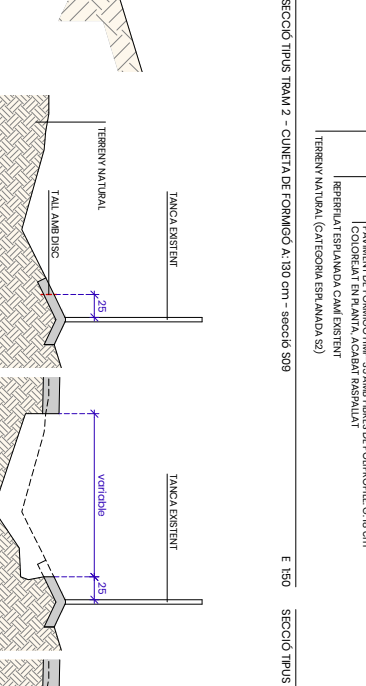 COLOREJAT EN PLANTA, ACABAT RASPALLAT
REPERFILAT ESPLANADA CAMÍ EXISTENT
TERRENY NATURAL (CATEGORIA ESPLANADA S2)
SECCIÓ TIPUS TRAM 2 - CUNETA DE FORMIGÓ A: 130 cm - secció S09
E 1:50
SECCIÓ TIPUS
TANCA EXISTENT
TERRENY NATURAL
25
TALL AMB DISC
TANCA EXISTENT
variable
25